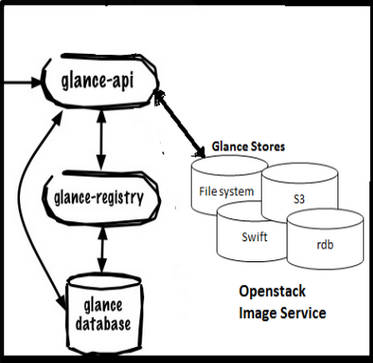 glance-api
Glance Stores
File system
S3
glance-registry
Swift
rdb
glance
database
Openstack
Image Service